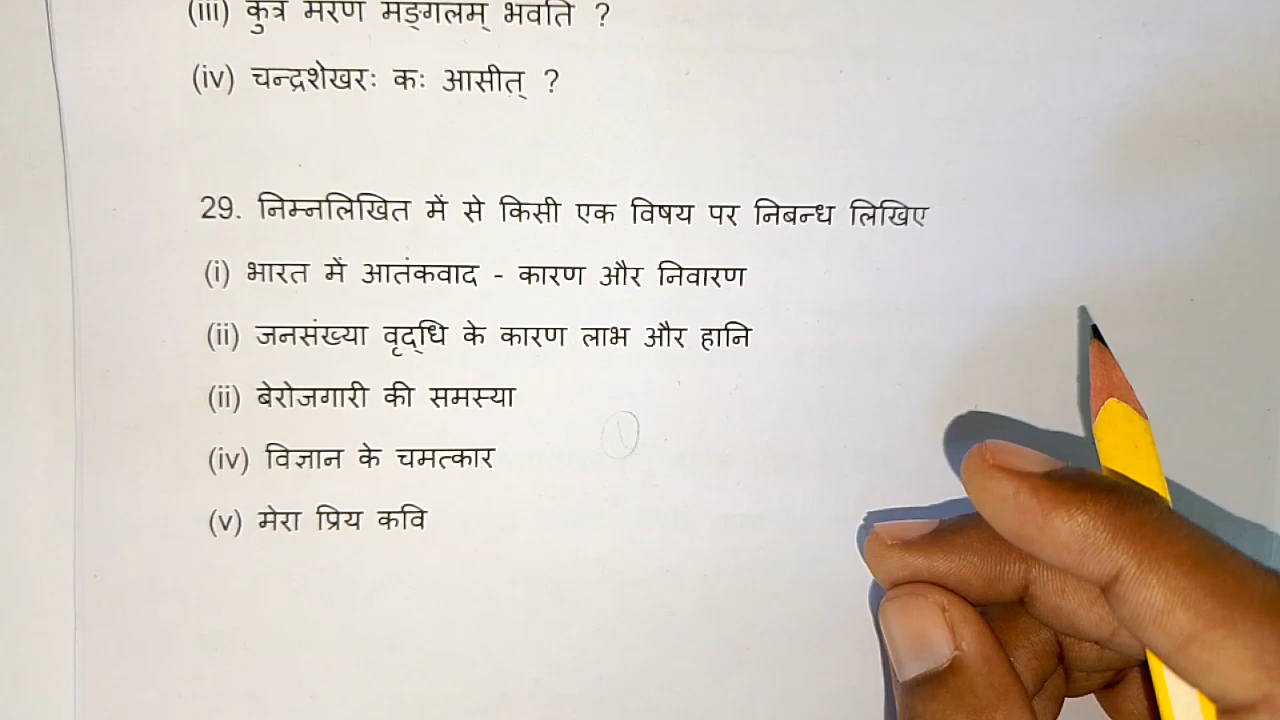 (iii) कुत्र मरणं मङ्गलम् भवति ?
(iv) चन्द्रशेखरः कः आसीत् ?
29. निम्नलिखित में से किसी एक विषय पर निबन्ध लिखिए
(i) भारत में आतंकवाद - कारण और निवारण
(ii) जनसंख्या वृद्धि के कारण लाभ और हानि
(ii) बेरोजगारी की समस्या
(iv) विज्ञान के चमत्कार
(v) मेरा प्रिय कवि